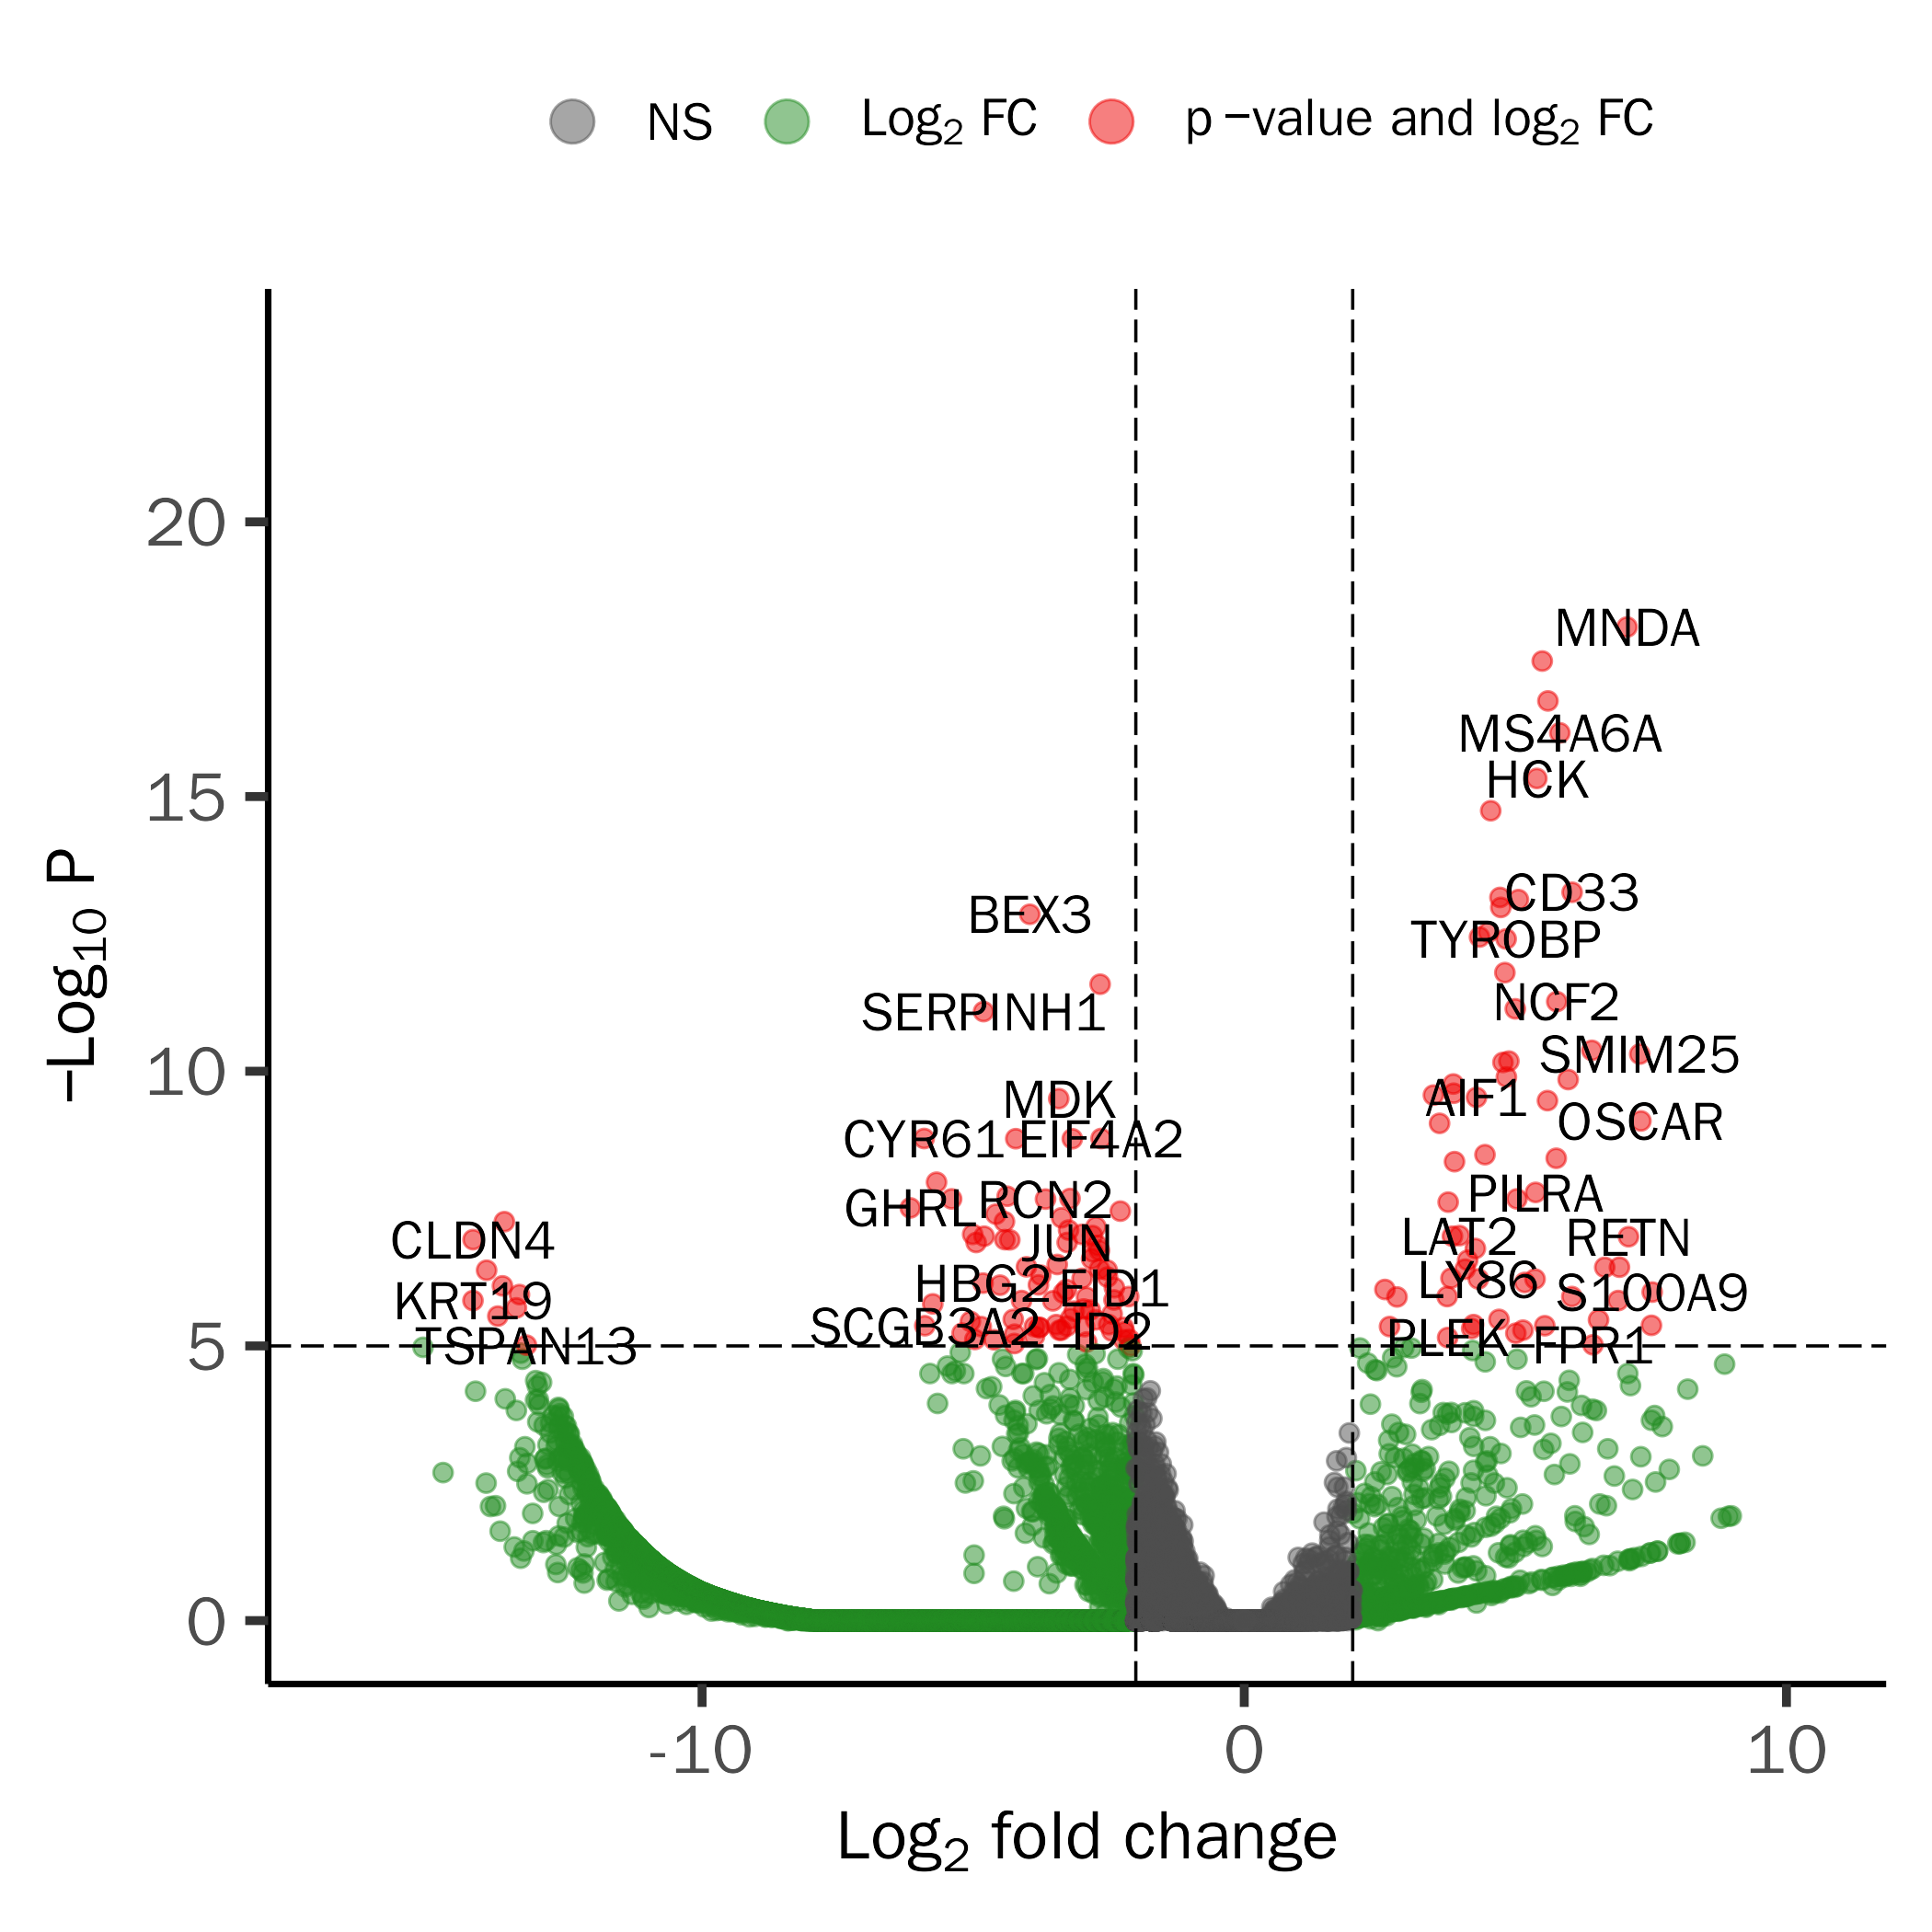 NS Log2 FC p –value and log2 FC
–Log10 P
20
15
10
5
0
MNDA
MS4A6A
HCK
CD33
BEX3
TYROBP
NCF2
SERPINH1
SMIM25
MDK
AIF1
OSCAR
CYR61 EIF4A2
PILRA
RCN2
GHRL
LAT2 RETN
CLDN4
JUN
LY86
HBG2 EID1
S100A9
KRT19
SCGB3A2 ID2
PLEK FPR1
TSPAN13
-10 0 10
Log2 fold change